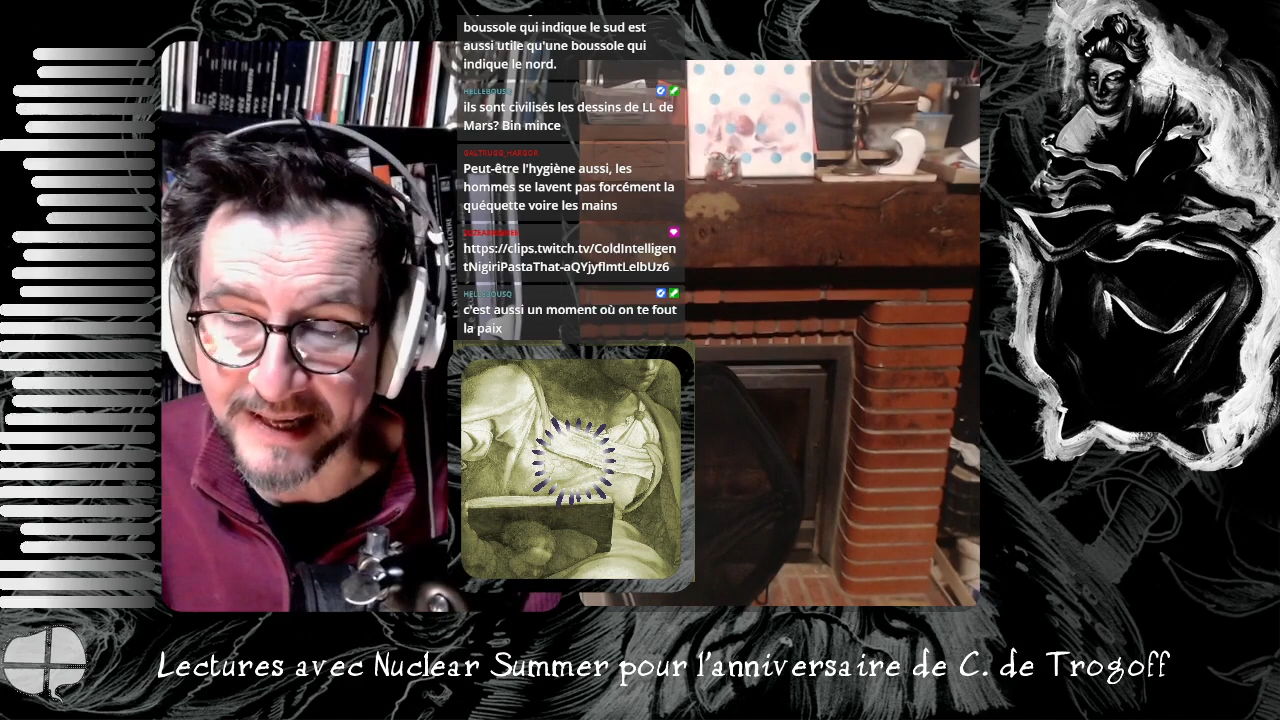 boussole qui indique le sud est
aussi utile qu'une boussole qui
indique le nord.
HELLEBOUSQ
ils sont civilisés les dessins de LL de
Mars? Bin mince
GALTRUGG_HARGOR
Peut-être l'hygiène aussi, les
hommes se lavent pas forcément la
quéquette voire les mains
https://clips.twitch.tv/ColdIntelligen
tNigiriPastaThat-aQYjyflmtLelbUz6
HELLEBOUSQ
c'est aussi un moment où on te fout
la paix
Lectures avec Nuclear Summer pour l'anniversaire de C. de Trogoff